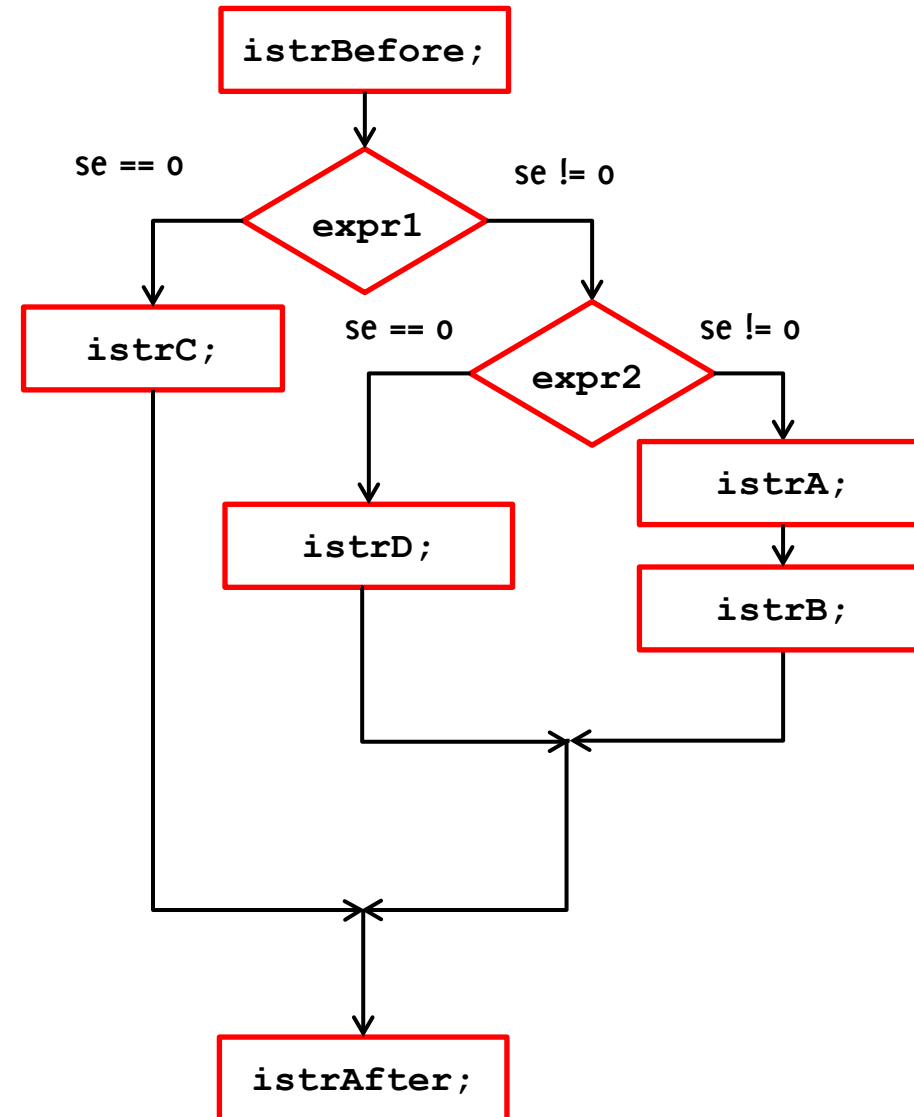 istrBefore;
se == 0
se != 0
expr1
istrC;
se == 0
se != 0
expr2
istrA;
istrD;
istrB;
istrAfter;